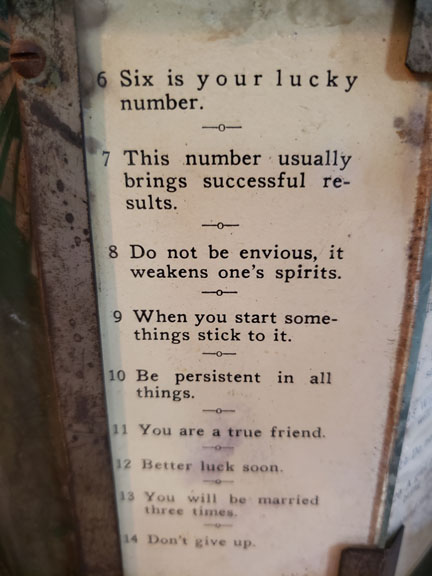 6 Six is your lucky
number.
7 This number usually
brings successful re-
sults.
8 Do not be envious, it
weakens one's spirits.
9 When you start some-
things stick to it.
10 Be persistent in all
things.
11 You are a true friend.
12 Better luck soon.
13 You will be married
three times.
14 Don't give up.